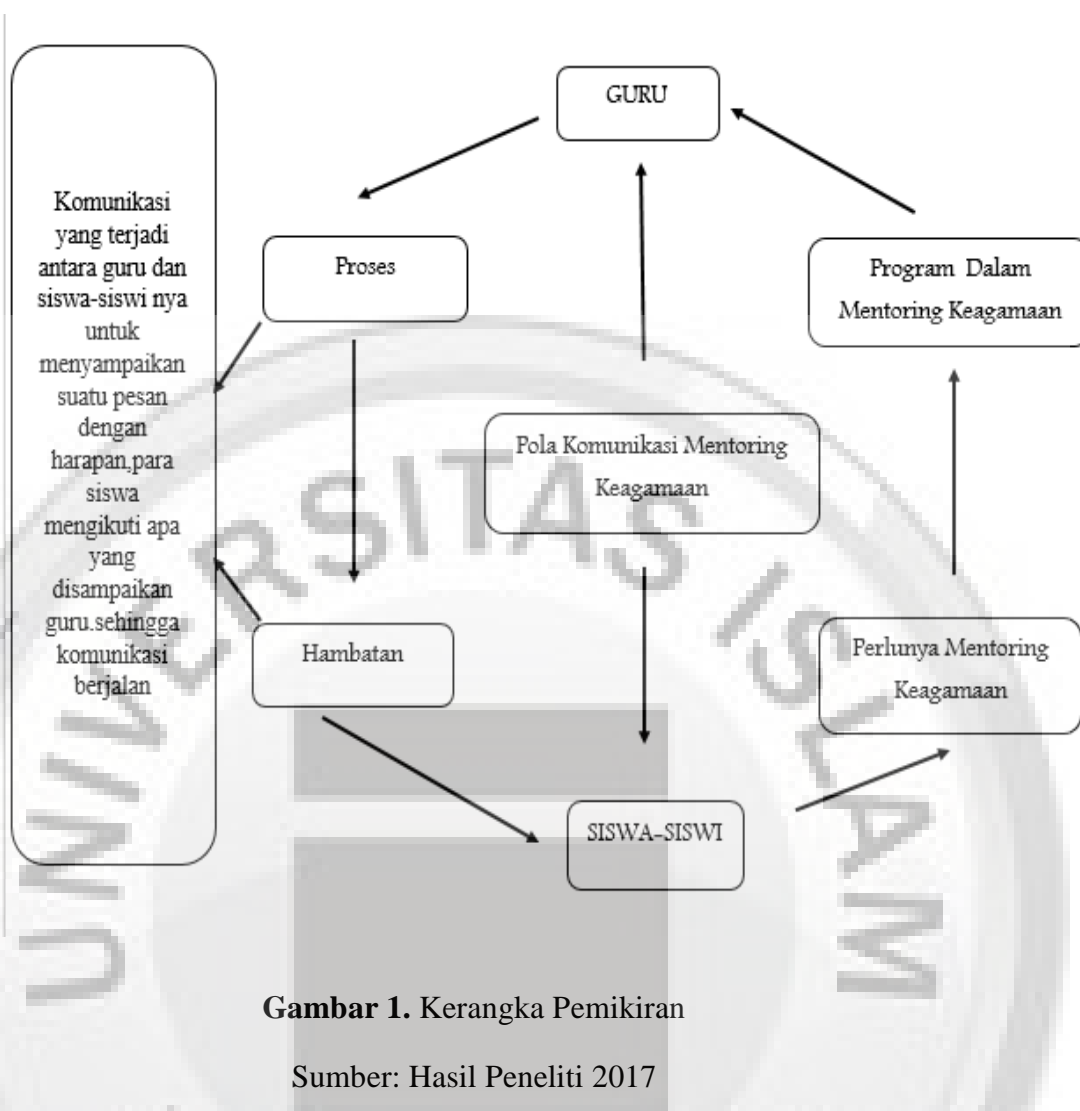 GURU
Proses
Program Dalam
Mentoring Keagamaan
Komunikasi
yang terjadi
antara guru dan
siswa-siswi nya
untuk
menyampaikan
suatu pesan
dengan
harapan,para
siswa
mengikuti apa
yang
disampaikan
guru.sehingga
komunikasi
berjalan
Pola Komunikasi Mentoring
Keagamaan
Hambatan
Perlunya Mentoring
Keagamaan
SISWA-SISWI
UNIVERSITAS ISLAM
Gambar 1. Kerangka Pemikiran
Sumber: Hasil Peneliti 2017